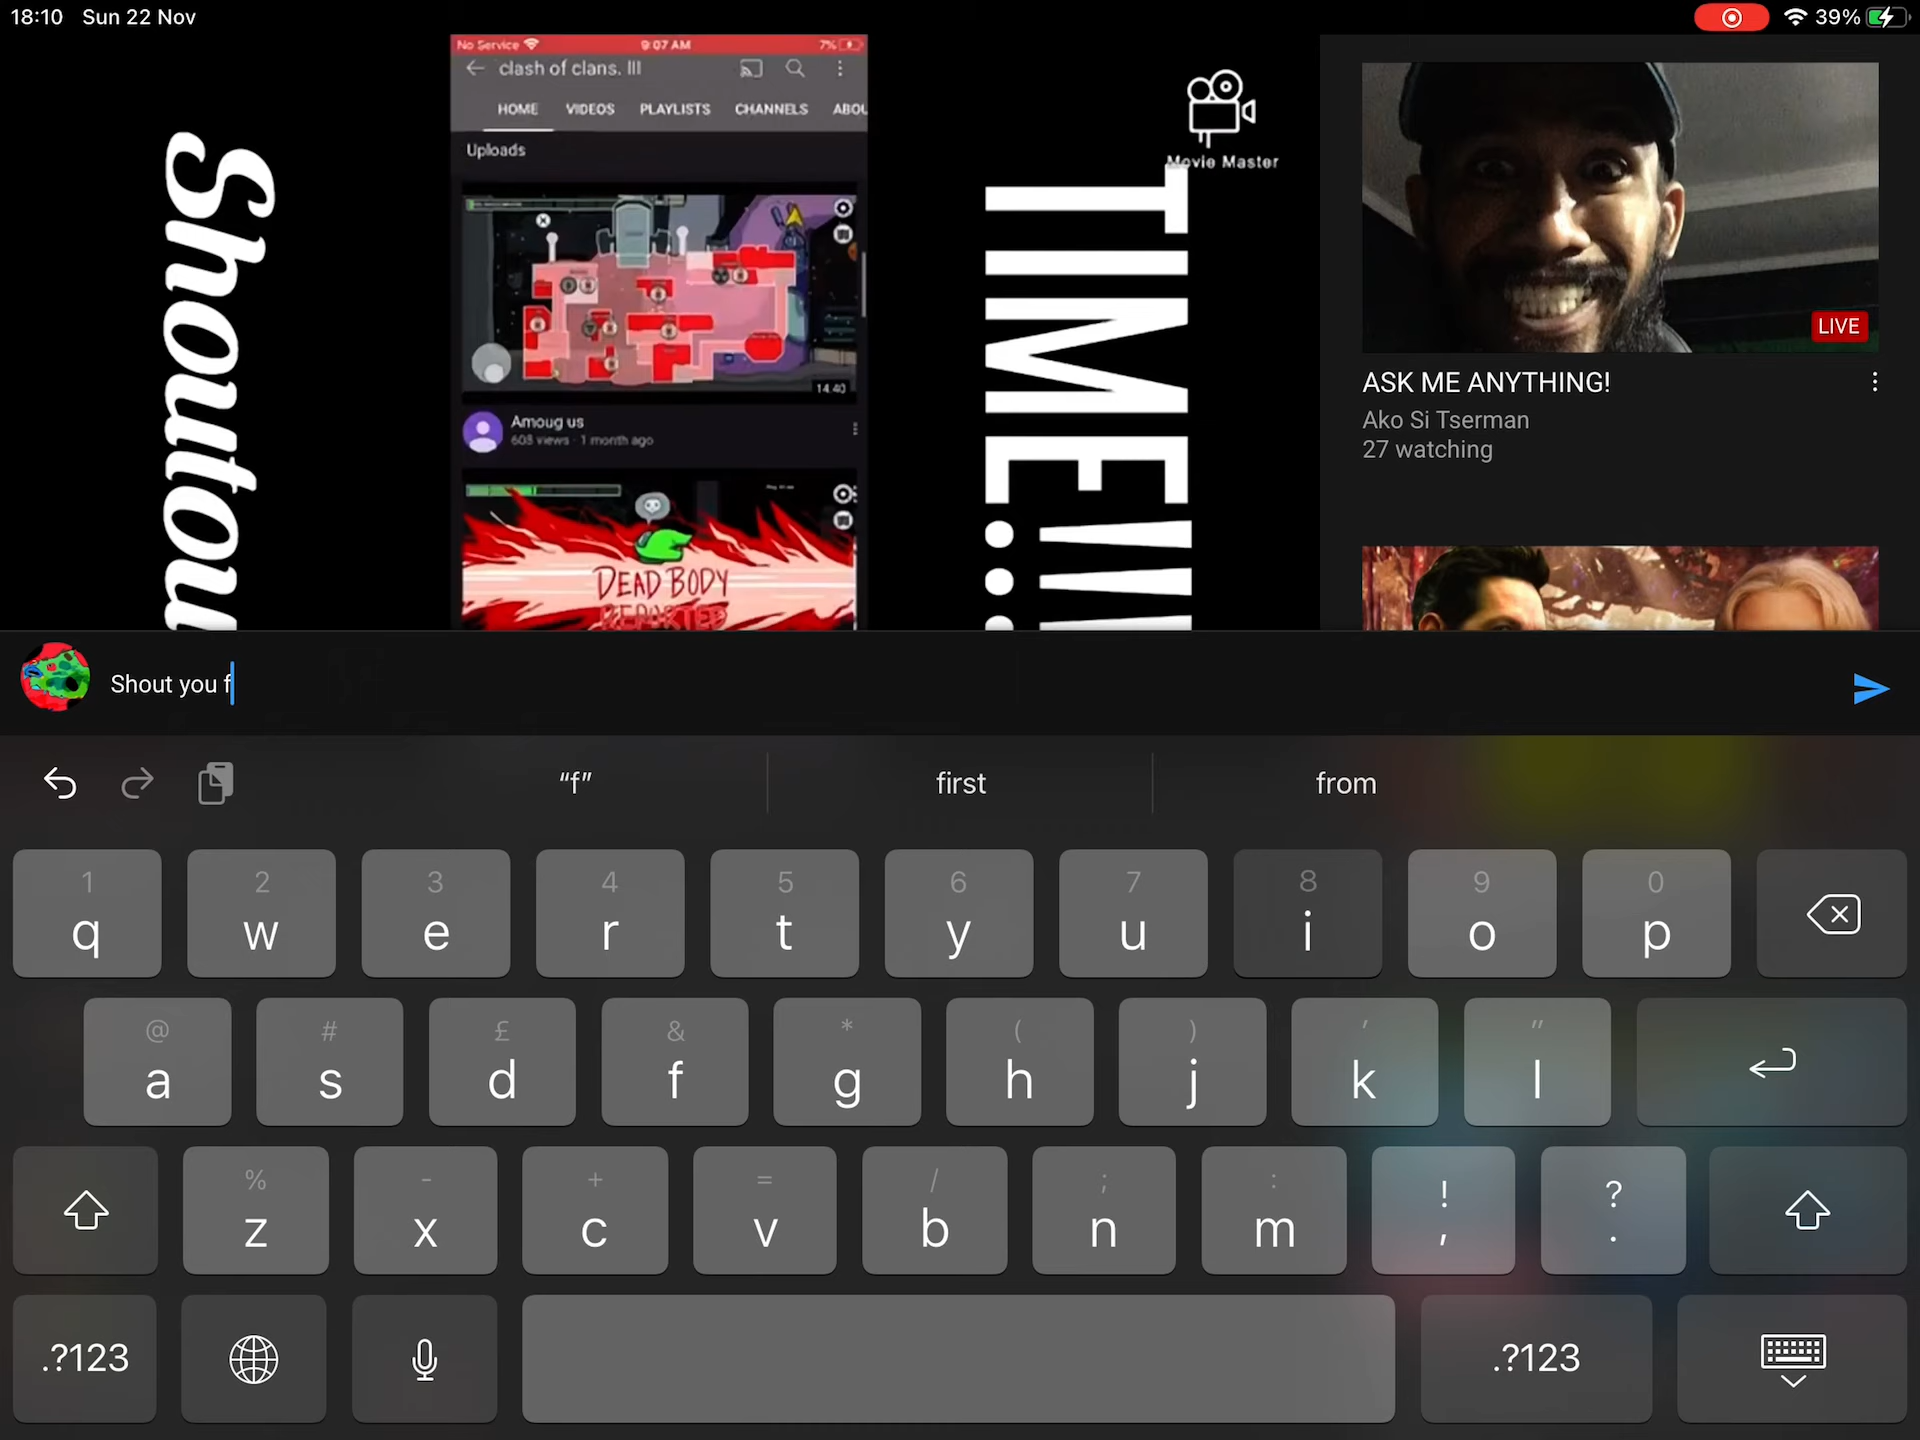 18:10 Sun 22 Nov
39%
No Service 9:07 AM 7%
clash of clans. III
HOME VIDEOS PLAYLISTS CHANNELS ABOU
Uploads
14:40
Amoug us
603 views · 1 month ago
DEAD BODY
REPORTED
Shoutou
Movie Master
TIME!!!
LIVE
ASK ME ANYTHING!
Ako Si Tserman
27 watching
Shout you f
“f” first from
1 2 3 4 5 6 7 8 9 0
q w e r t y u i o p
@ # £ & * ( ) ' "
a s d f g h j k l
% - + = / ; : ! ?
z x c v b n m , .
.?123 .?123